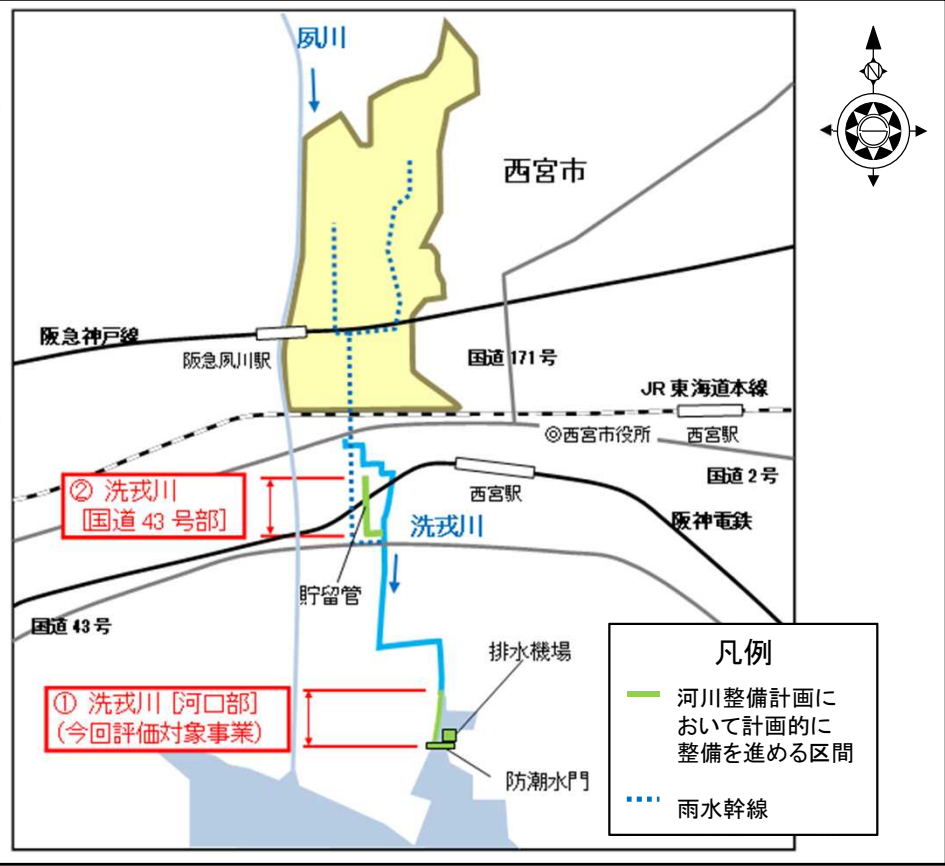 夙川
N
西宮市
阪急神戸線
阪急夙川駅
国道171号
JR東海道本線
◎西宮市役所
西宮駅
国道2号
② 洗戎川
[国道43号部]
西宮駅
阪神電鉄
洗戎川
貯留管
国道43号
排水機場
① 洗戎川 [河口部]
(今回評価対象事業)
防潮水門
凡例
河川整備計画に
おいて計画的に
整備を進める区間
雨水幹線